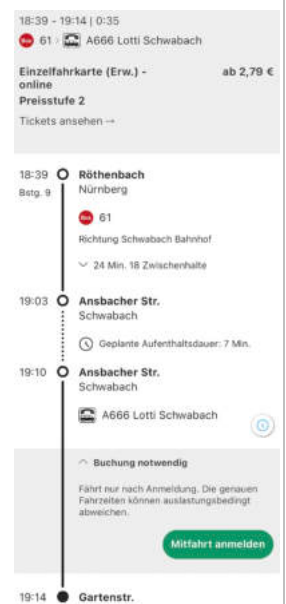 18:39 - 19:14 | 0:35
Bus 61 › A666 Lotti Schwabach
Einzelfahrkarte (Erw.) - ab 2,79 €
online
Preisstufe 2
Tickets ansehen →
18:39 Röthenbach
Bstg. 9 Nürnberg
Bus 61
Richtung Schwabach Bahnhof
24 Min. 18 Zwischenhalte
19:03 Ansbacher Str.
Schwabach
Geplante Aufenthaltsdauer: 7 Min.
19:10 Ansbacher Str.
Schwabach
A666 Lotti Schwabach
Buchung notwendig
Fährt nur nach Anmeldung. Die genauen
Fahrzeiten können auslastungsbedingt
abweichen.
Mitfahrt anmelden
19:14 Gartenstr.